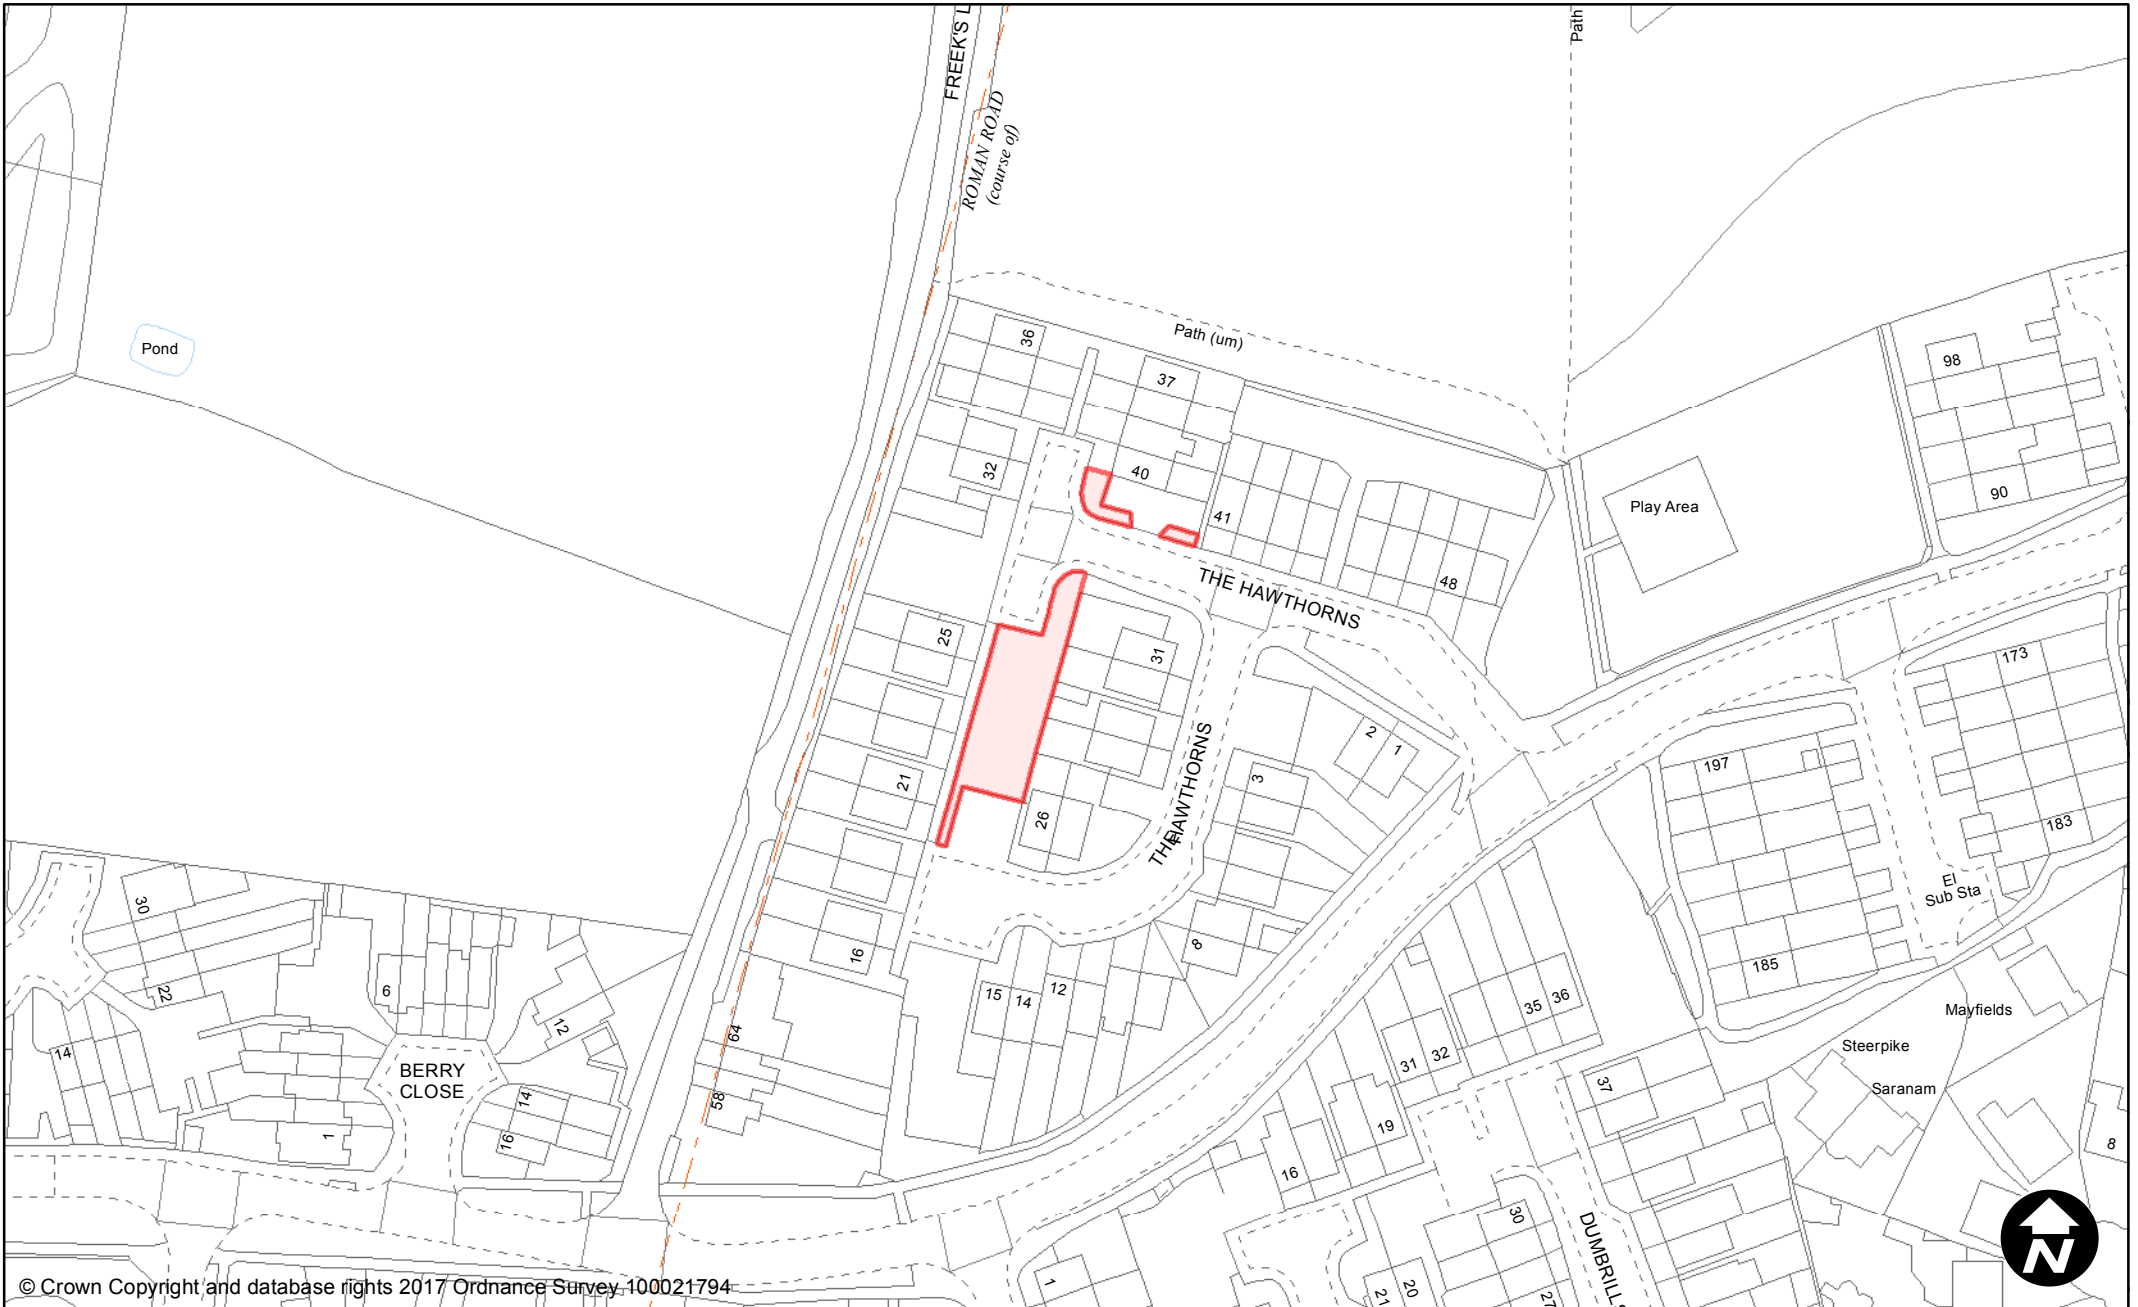 FREEK'S L
Path
ROMAN ROAD
(course of)
Path (um)
Pond
36
37
98
32
40
90
41
Play Area
48
THE HAWTHORNS
25
31
173
2
1
3
197
21
26
THE HAWTHORNS
183
30
El
Sub Sta
8
16
185
22
6
15
14
12
35
36
12
Mayfields
64
14
31
32
Steerpike
BERRY
CLOSE
37
Saranam
14
58
19
1
16
8
16
30
DUMBRILLS
1
20
21
27
N
© Crown Copyright and database rights 2017 Ordnance Survey 100021794